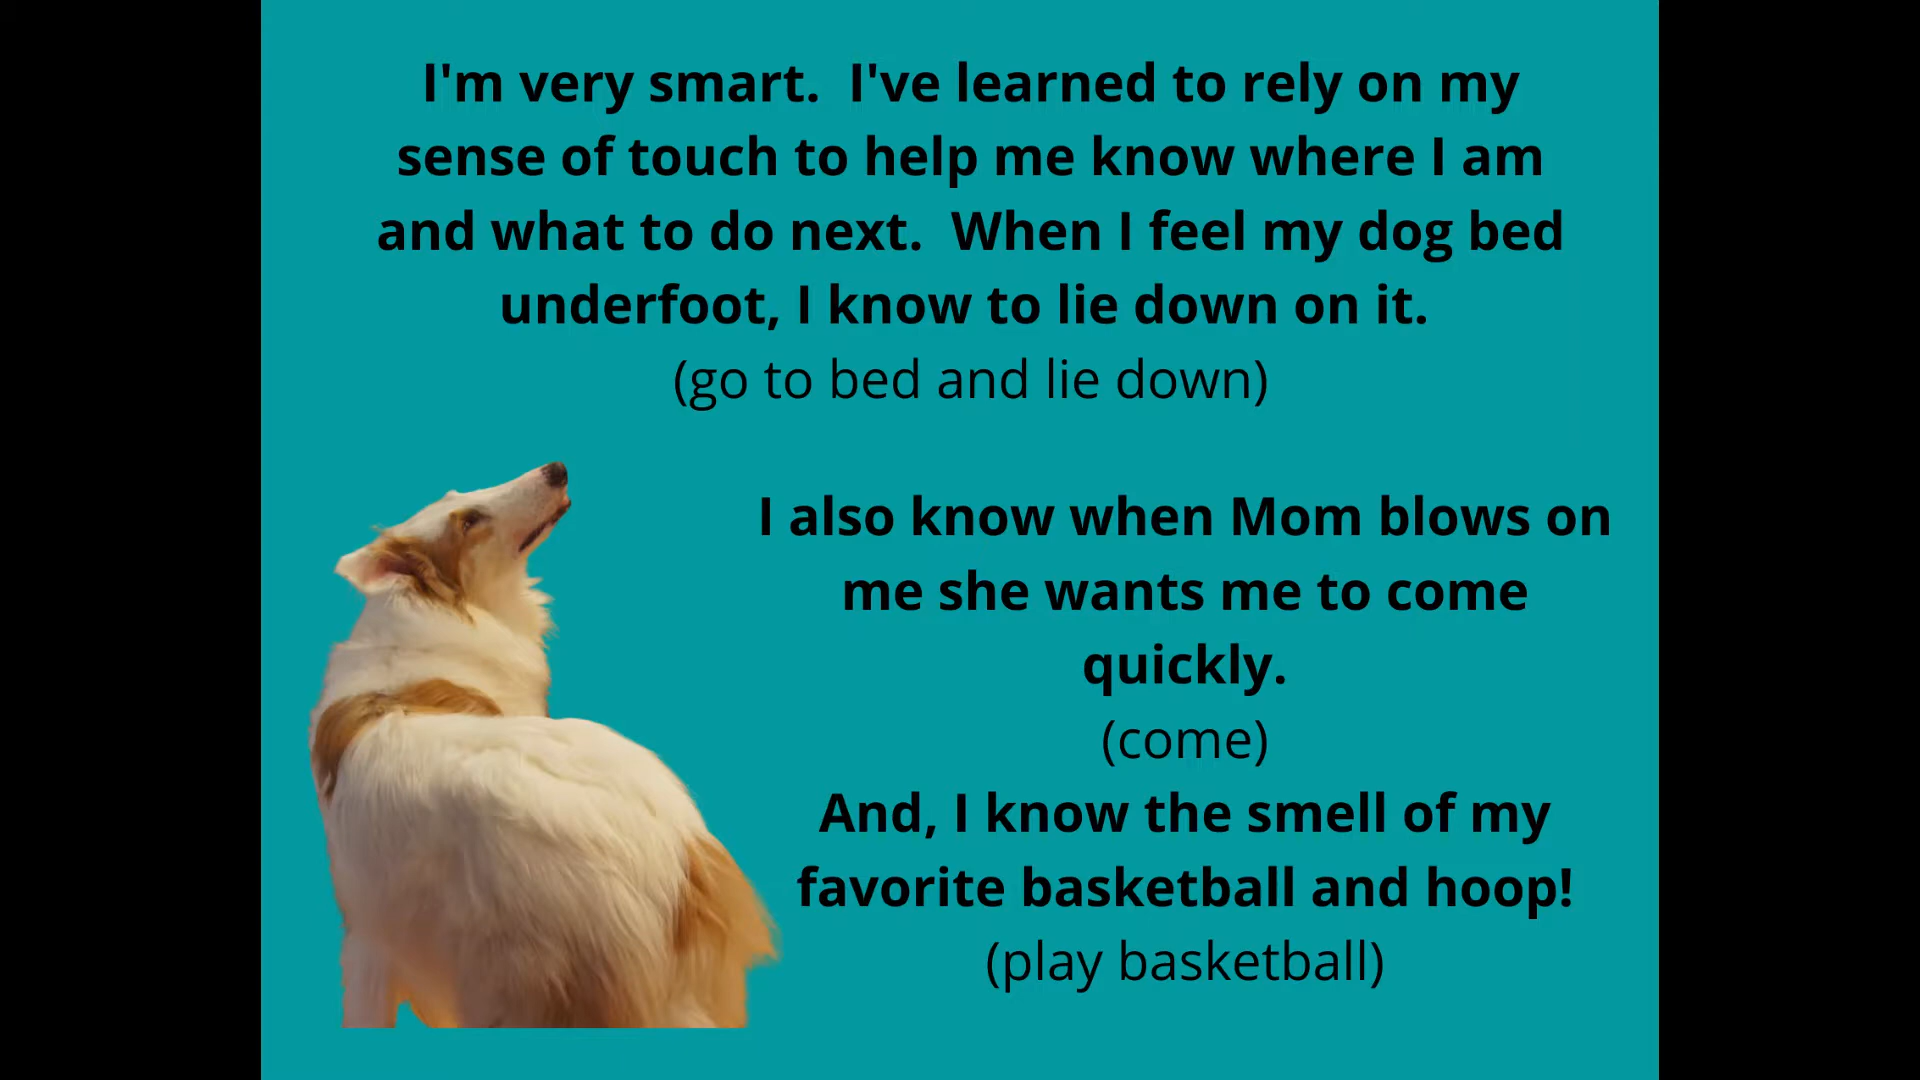 I'm very smart.  I've learned to rely on my
sense of touch to help me know where I am
and what to do next.  When I feel my dog bed
underfoot, I know to lie down on it.
(go to bed and lie down)
I also know when Mom blows on
me she wants me to come
quickly.
(come)
And, I know the smell of my
favorite basketball and hoop!
(play basketball)